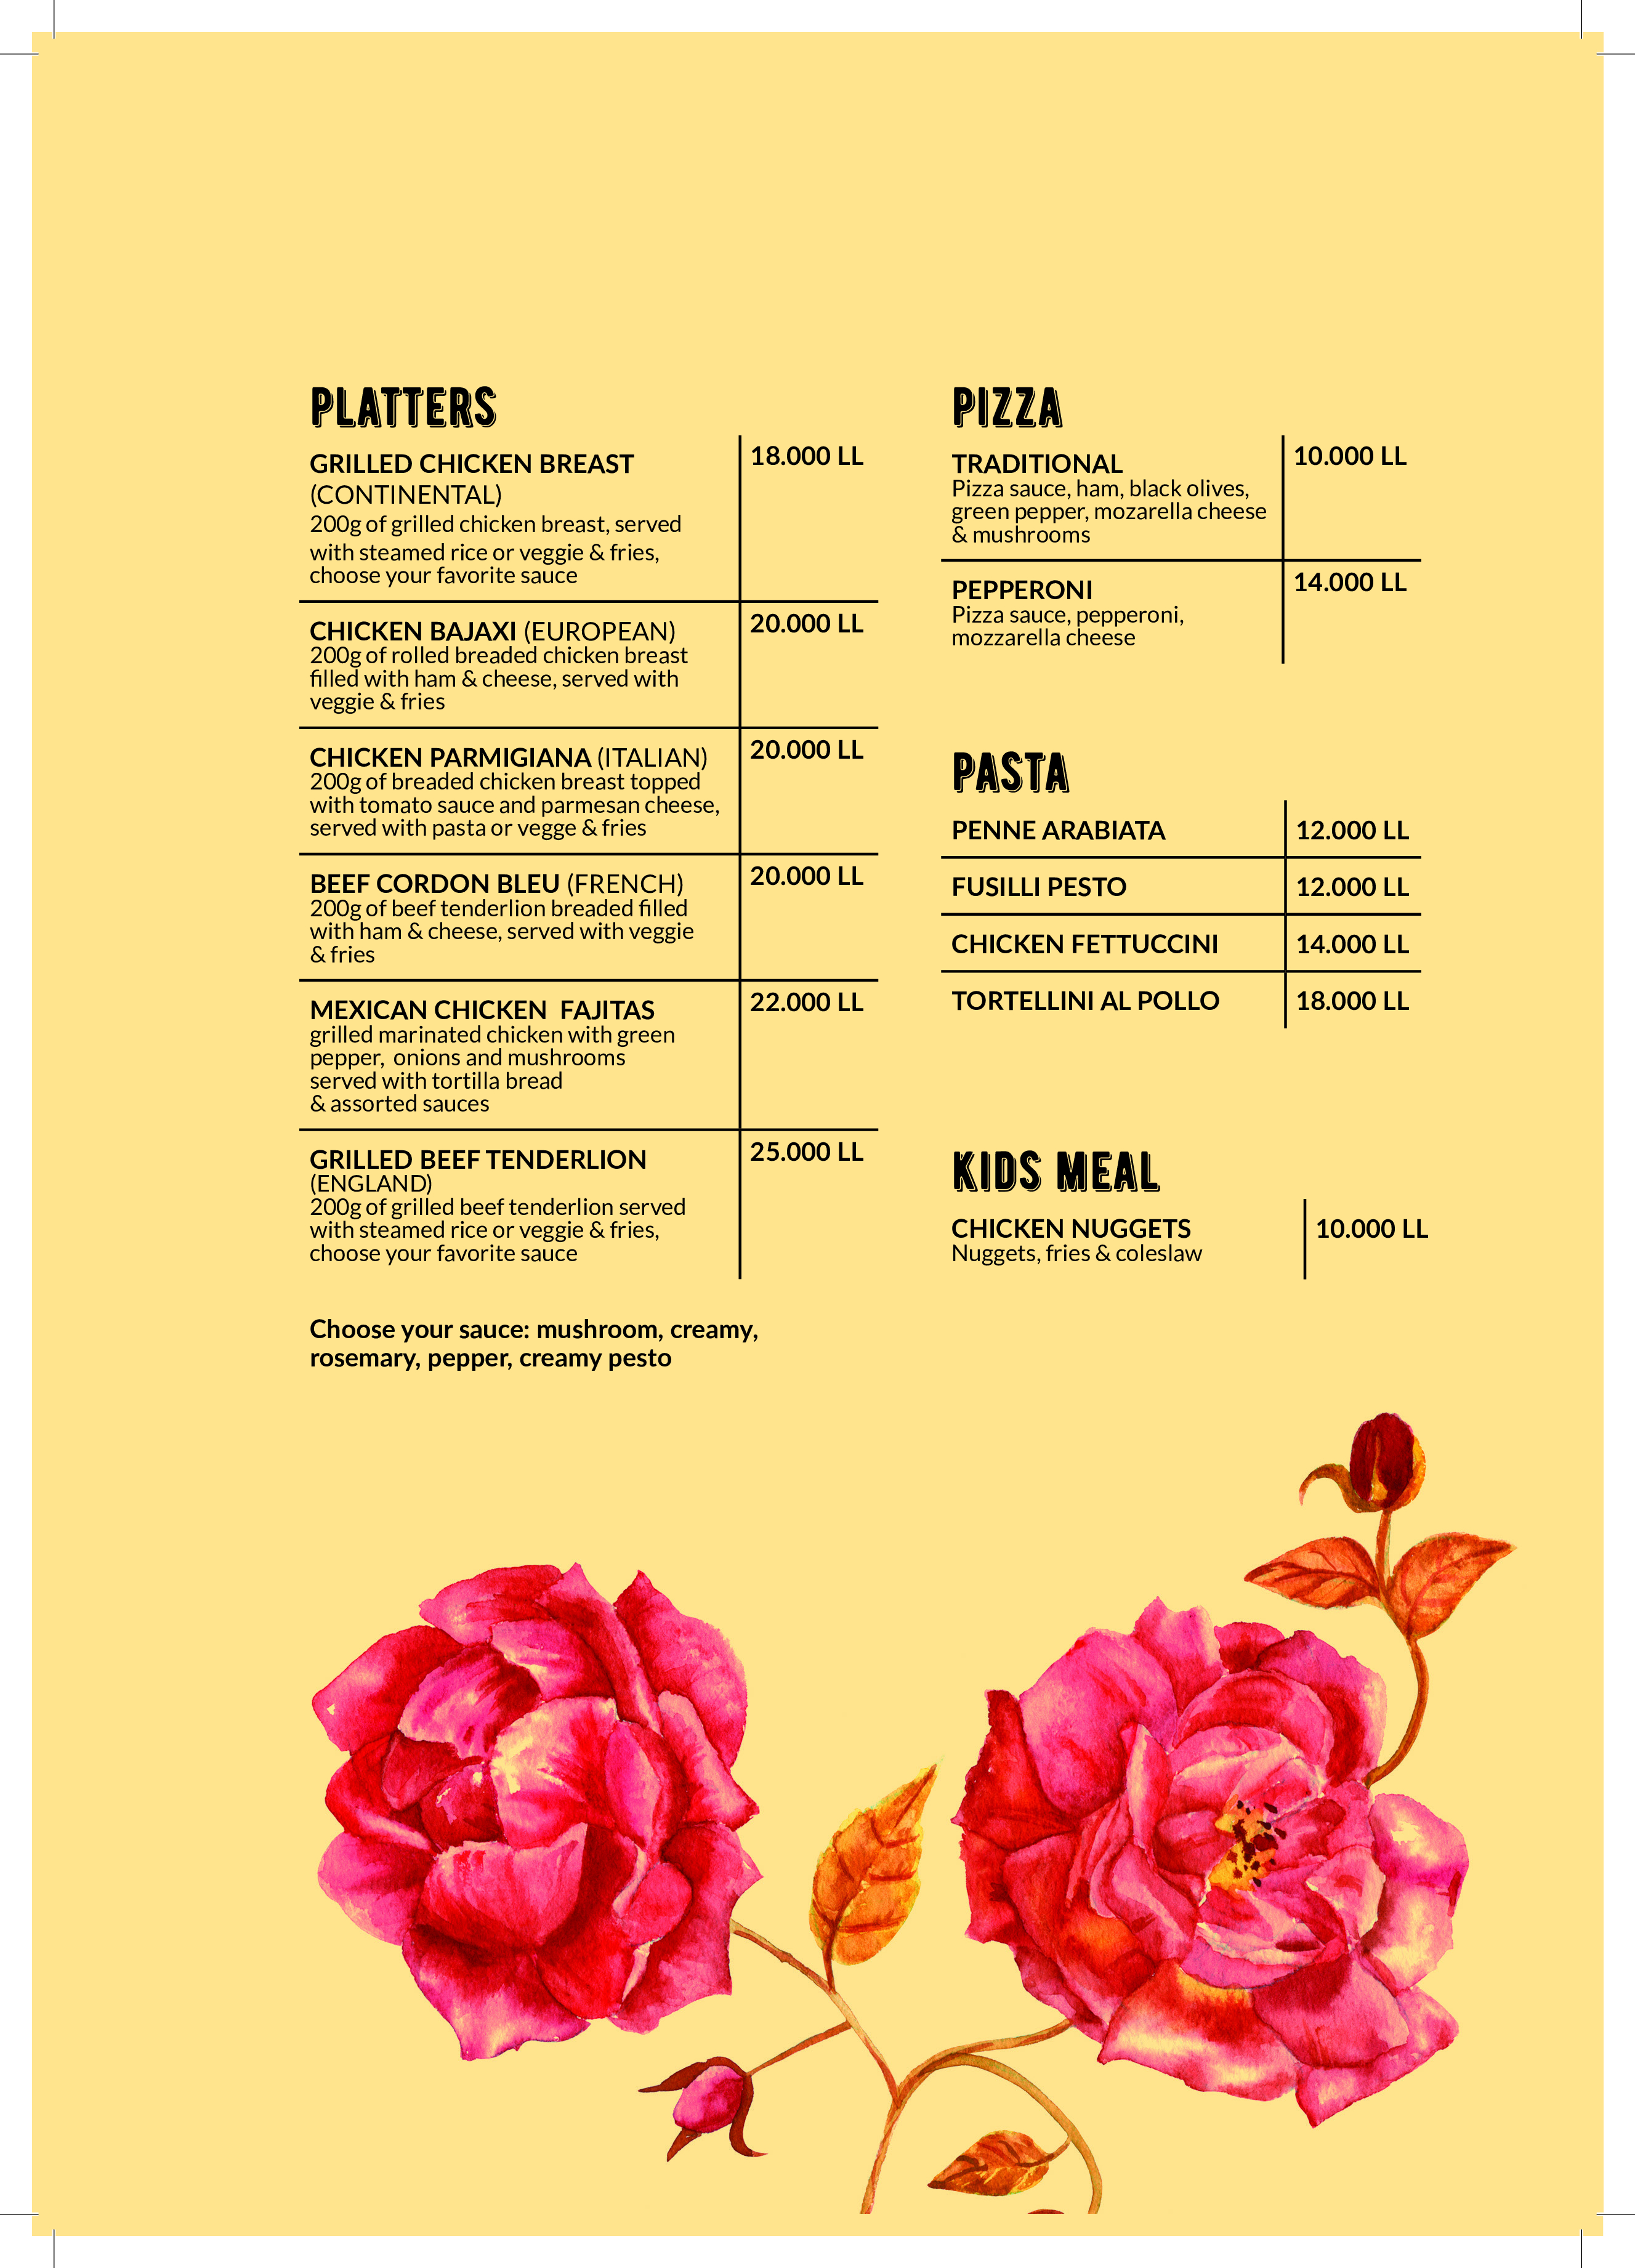 PLATTERS
GRILLED CHICKEN BREAST
18.000 LL
(CONTINENTAL)
200g of grilled chicken breast, served
with steamed rice or veggie & fries,
choose your favorite sauce
CHICKEN BAJAXI (EUROPEAN)
20.000 LL
200g of rolled breaded chicken breast
filled with ham & cheese, served with
veggie & fries
CHICKEN PARMIGIANA (ITALIAN)
20.000 LL
200g of breaded chicken breast topped
with tomato sauce and parmesan cheese,
served with pasta or vegge & fries
BEEF CORDON BLEU (FRENCH)
20.000 LL
200g of beef tenderlion breaded filled
with ham & cheese, served with veggie
& fries
MEXICAN CHICKEN  FAJITAS
22.000 LL
grilled marinated chicken with green
pepper,  onions and mushrooms
served with tortilla bread
& assorted sauces
GRILLED BEEF TENDERLION
25.000 LL
(ENGLAND)
200g of grilled beef tenderlion served
with steamed rice or veggie & fries,
choose your favorite sauce
Choose your sauce: mushroom, creamy,
rosemary, pepper, creamy pesto
PIZZA
TRADITIONAL
10.000 LL
Pizza sauce, ham, black olives,
green pepper, mozarella cheese
& mushrooms
PEPPERONI
14.000 LL
Pizza sauce, pepperoni,
mozzarella cheese
PASTA
PENNE ARABIATA
12.000 LL
FUSILLI PESTO
12.000 LL
CHICKEN FETTUCCINI
14.000 LL
TORTELLINI AL POLLO
18.000 LL
KIDS MEAL
CHICKEN NUGGETS
10.000 LL
Nuggets, fries & coleslaw